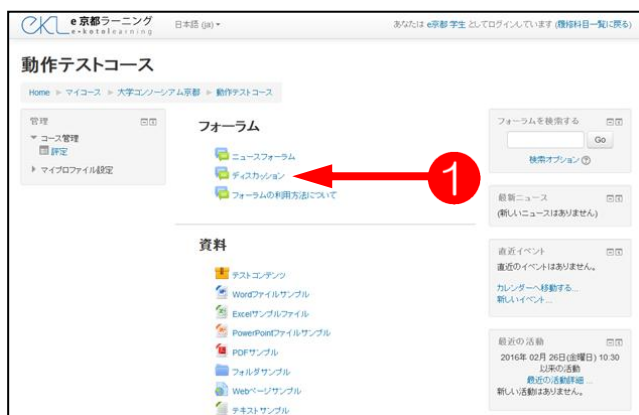 e京都ラーニング
e-kotolearning
日本語 (ja)
あなたは e京都 学生 としてログインしています (履修科目一覧に戻る)
動作テストコース
Home ► マイコース ► 大学コンソーシアム京都 ► 動作テストコース
管理
コース管理
評定
マイプロファイル設定
フォーラム
ニュースフォーラム
ディスカッション
1
フォーラムの利用方法について
資料
テストコンテンツ
Wordファイルサンプル
Excelサンプルファイル
PowerPointファイルサンプル
PDFサンプル
フォルダサンプル
Webページサンプル
テキストサンプル
フォーラムを検索する
Go
検索オプション
最新ニュース
(新しいニュースはありません)
直近イベント
直近のイベントはありません。
カレンダーへ移動する...
新しいイベント...
最近の活動
2016年 02月 26日(金曜日) 10:30
以来の活動
最近の活動詳細 ...
新しい活動はありません。